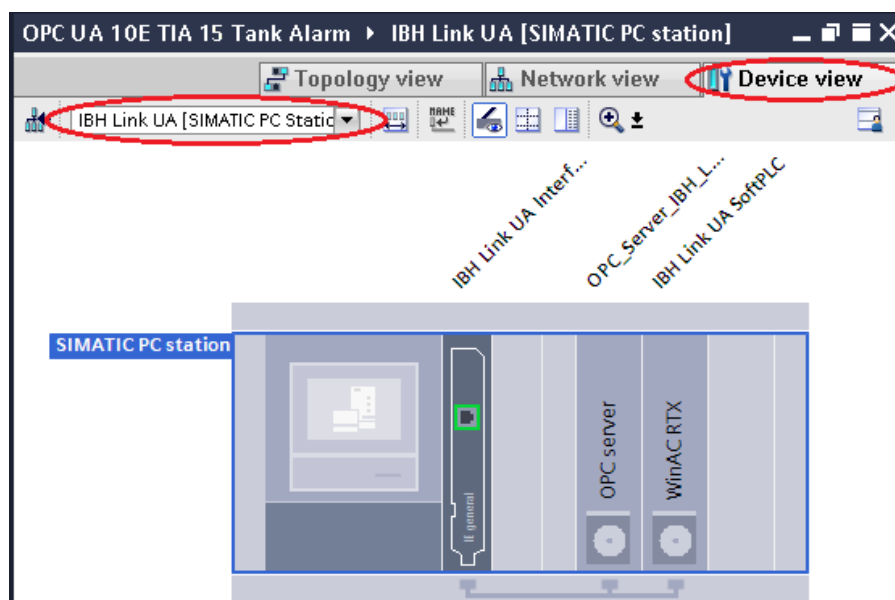 OPC UA 10E TIA 15 Tank Alarm ▸ IBH Link UA [SIMATIC PC station]
Topology view
Network view
Device view
IBH Link UA [SIMATIC PC Static
NAME
IBH Link UA Interf...
OPC_Server_IBH_L...
IBH Link UA SoftPLC
SIMATIC PC station
IE general
OPC server
WinAC RTX